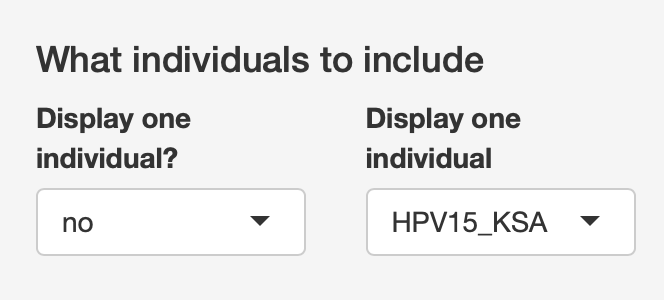 What individuals to include
Display one
individual?
no
Display one
individual
HPV15_KSA